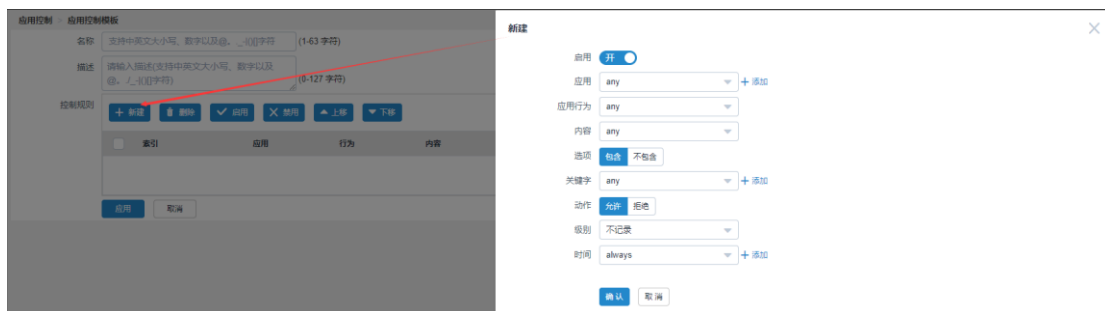 应用控制 应用控制模板
名称 支持中英文大小写、数字以及@、._-()[]字符 (1-63 字符)
描述 请输入描述(支持中英文大小写、数字以及
@、./_-()[]字符) (0-127 字符)
控制规则 + 新建 删除 启用 禁用 上移 下移
索引 应用 行为 内容
应用 取消
新建
启用 开
应用 any + 添加
应用行为 any
内容 any
选项 包含 不包含
关键字 any + 添加
动作 允许 拒绝
级别 不记录
时间 always + 添加
确认 取消